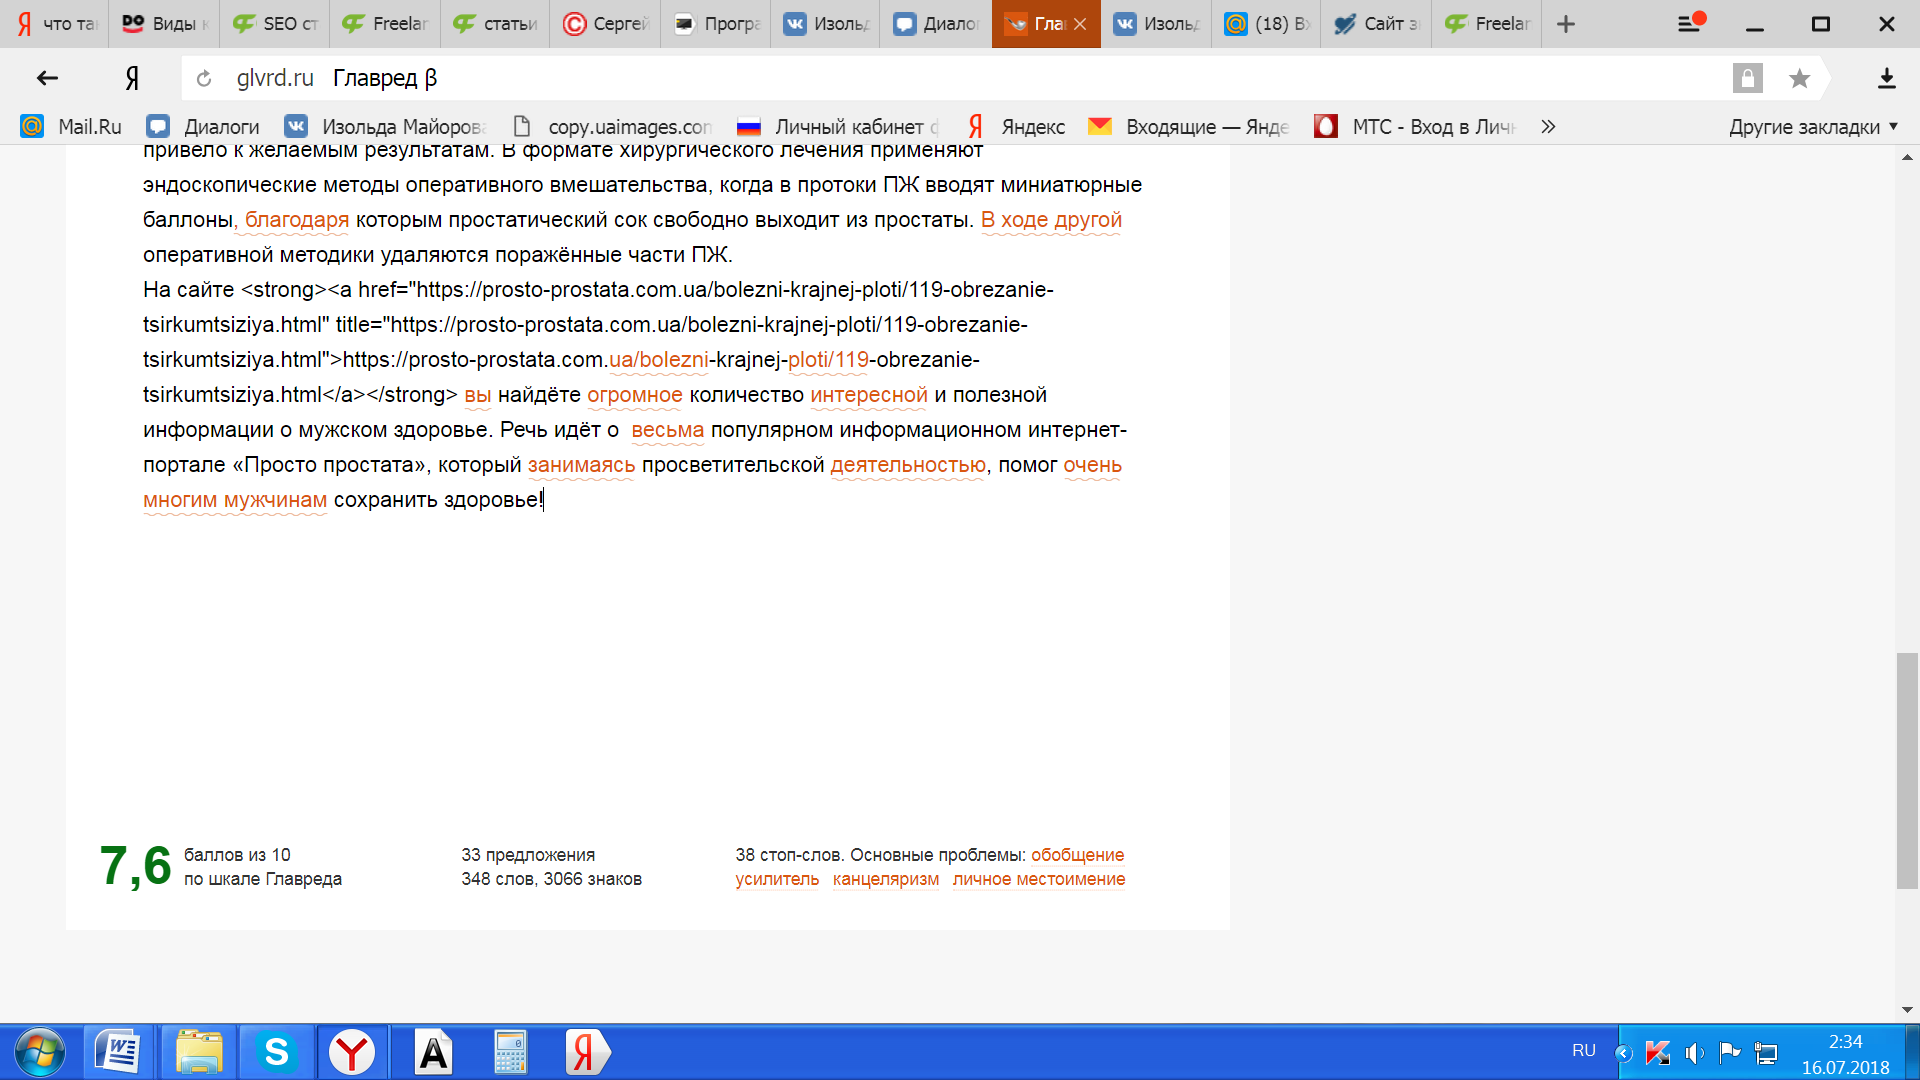 что та
Виды к
SEO ст
Freelan
статьи
Сергей
Програ
Изольд
Диалог
Глав
Изольд
(18) Вх
Сайт з
Freelan
glvrd.ru Главред β
Mail.Ru
Диалоги
Изольда Майорова
copy.uaimages.com
Личный кабинет ф
Яндекс
Входящие — Янде
МТС - Вход в Личн
Другие закладки
привело к желаемым результатам. В формате хирургического лечения применяют
эндоскопические методы оперативного вмешательства, когда в протоки ПЖ вводят миниатюрные
баллоны, благодаря которым простатический сок свободно выходит из простаты. В ходе другой
оперативной методики удаляются поражённые части ПЖ.
На сайте <strong><a href="https://prosto-prostata.com.ua/bolezni-krajnej-ploti/119-obrezanie-
tsirkumtsiziya.html" title="https://prosto-prostata.com.ua/bolezni-krajnej-ploti/119-obrezanie-
tsirkumtsiziya.html">https://prosto-prostata.com.ua/bolezni-krajnej-ploti/119-obrezanie-
tsirkumtsiziya.html</a></strong> вы найдёте огромное количество интересной и полезной
информации о мужском здоровье. Речь идёт о весьма популярном информационном интернет-
портале «Просто простата», который занимаясь просветительской деятельностью, помог очень
многим мужчинам сохранить здоровье!
7,6 баллов из 10
по шкале Главреда
33 предложения
348 слов, 3066 знаков
38 стоп-слов. Основные проблемы: обобщение
усилитель канцеляризм личное местоимение
RU
2:34
16.07.2018